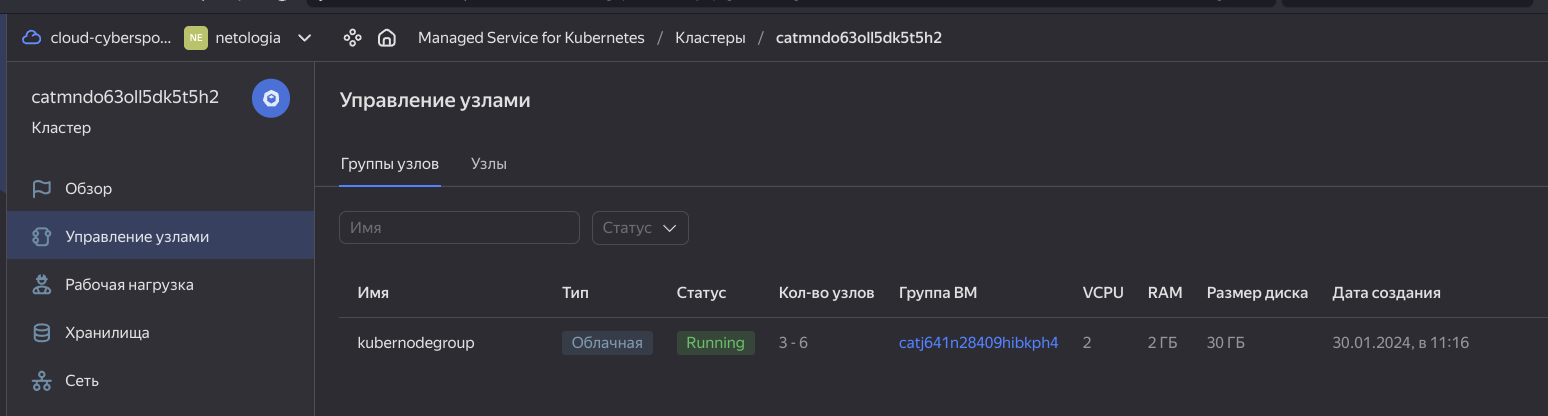 cloud-cyberspo... NE netologia Managed Service for Kubernetes / Кластеры / catmndo63oll5dk5t5h2
catmndo63oll5dk5t5h2
Кластер
Обзор
Управление узлами
Рабочая нагрузка
Хранилища
Сеть
Управление узлами
Группы узлов Узлы
Имя Статус
Имя Тип Статус Кол-во узлов Группа ВМ VCPU RAM Размер диска Дата создания
kubernodegroup Облачная Running 3 - 6 catj641n28409hibkph4 2 2 ГБ 30 ГБ 30.01.2024, в 11:16